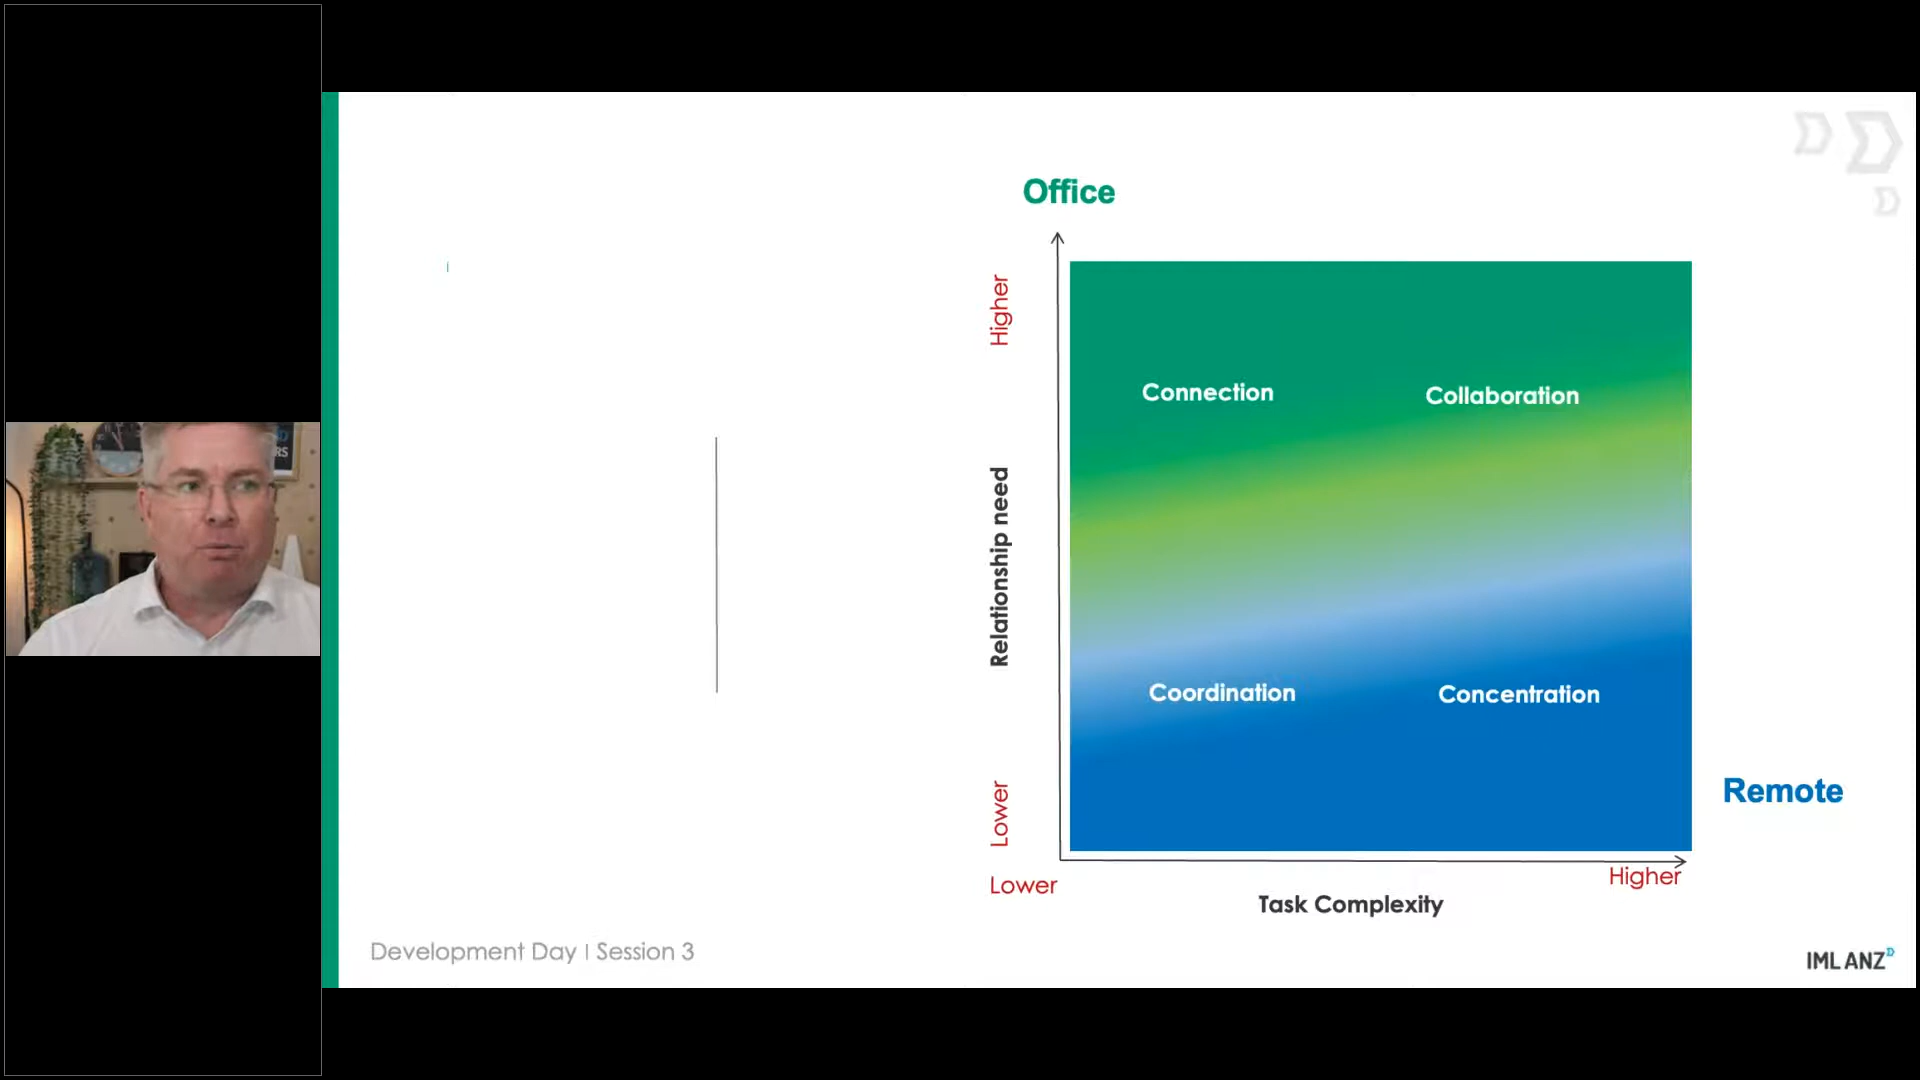 Office
Higher
Relationship need
Connection
Collaboration
Coordination
Concentration
Lower
Remote
Lower
Higher
Task Complexity
Development Day | Session 3
IML ANZ